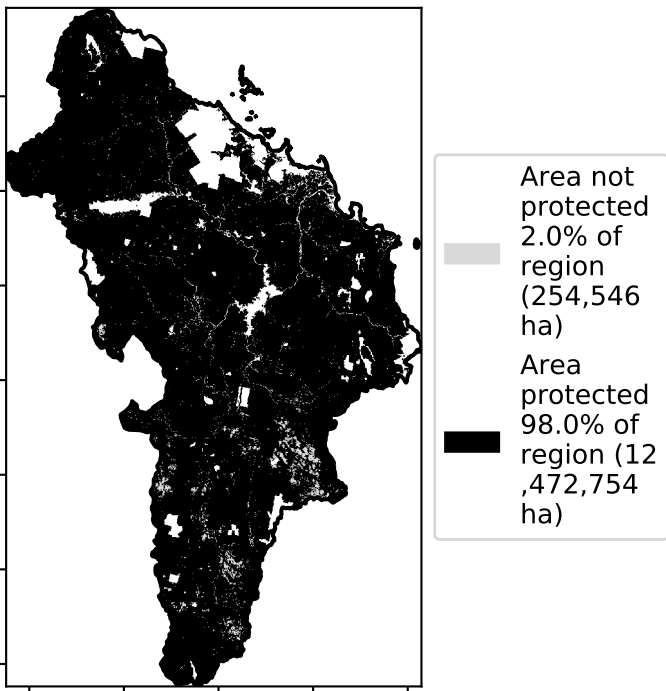 Area not
protected
2.0% of
region
(254,546
ha)
Area
protected
98.0% of
region (12
,472,754
ha)